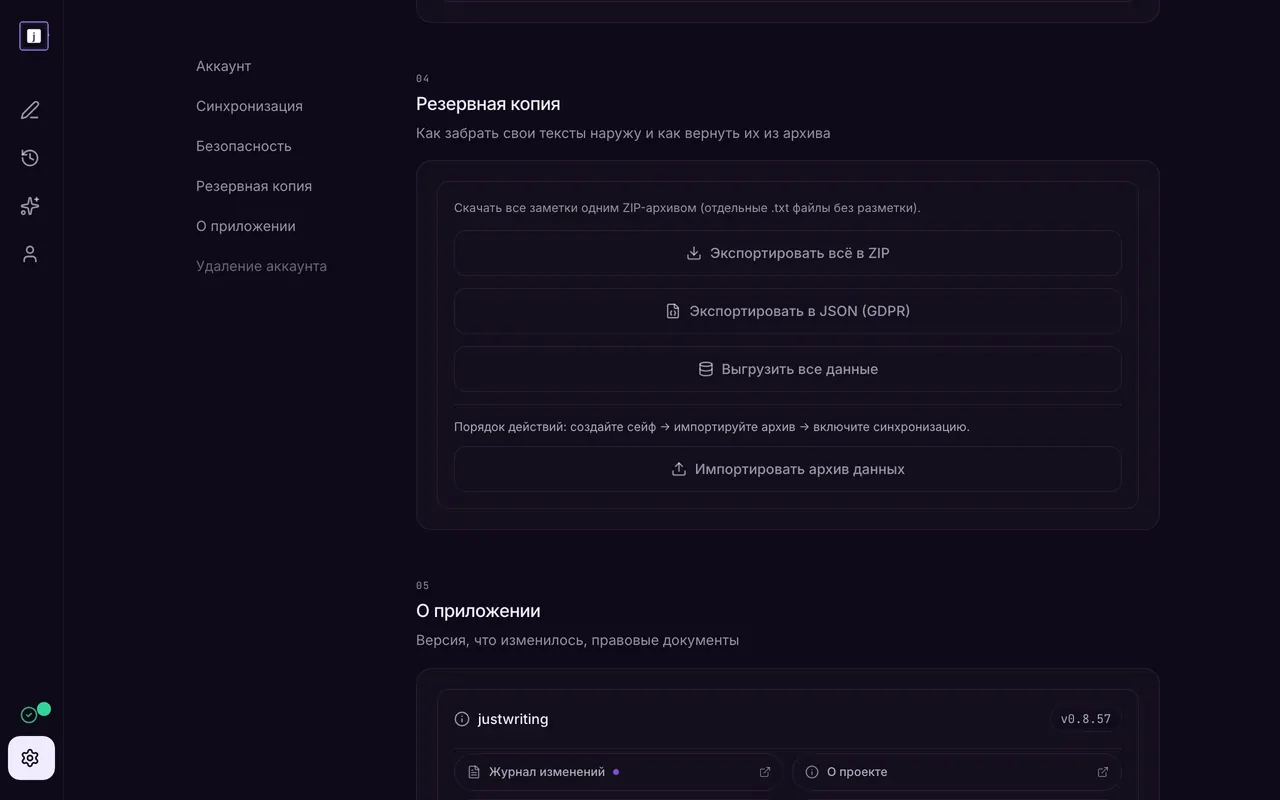 j
Аккаунт
Синхронизация
Безопасность
Резервная копия
О приложении
Удаление аккаунта
04
Резервная копия
Как забрать свои тексты наружу и как вернуть их из архива
Скачать все заметки одним ZIP-архивом (отдельные .txt файлы без разметки).
Экспортировать всё в ZIP
Экспортировать в JSON (GDPR)
Выгрузить все данные
Порядок действий: создайте сейф → импортируйте архив → включите синхронизацию.
Импортировать архив данных
05
О приложении
Версия, что изменилось, правовые документы
justwriting
v0.8.57
Журнал изменений
О проекте